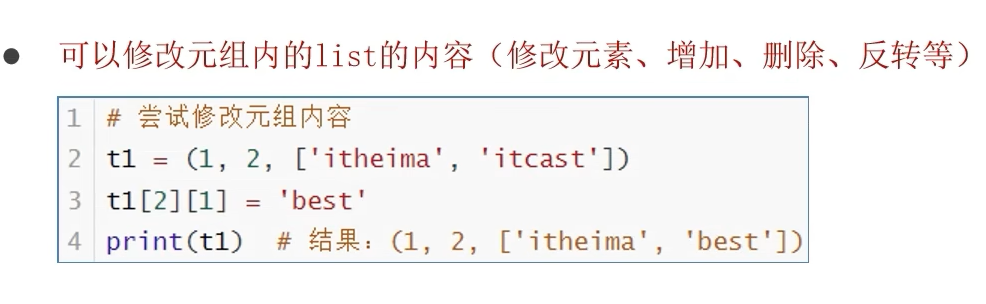 ● 可以修改元组内的list的内容（修改元素、增加、删除、反转等）
1 # 尝试修改元组内容
2 t1 = (1, 2, ['itheima', 'itcast'])
3 t1[2][1] = 'best'
4 print(t1)  # 结果：(1, 2, ['itheima', 'best'])